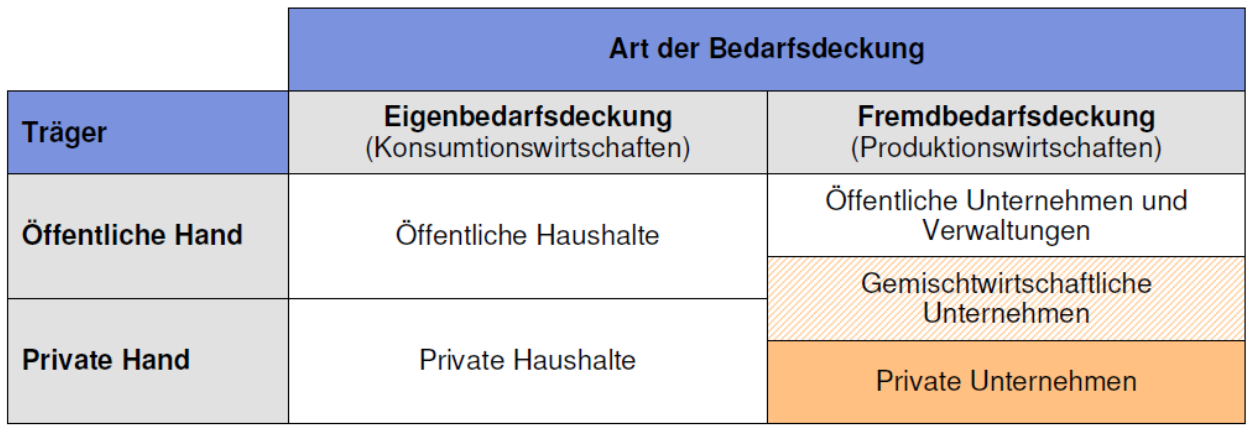 Art der Bedarfsdeckung
Träger
Eigenbedarfsdeckung
(Konsumtionswirtschaften)
Fremdbedarfsdeckung
(Produktionswirtschaften)
Öffentliche Hand
Öffentliche Haushalte
Öffentliche Unternehmen und
Verwaltungen
Gemischtwirtschaftliche
Unternehmen
Private Hand
Private Haushalte
Private Unternehmen